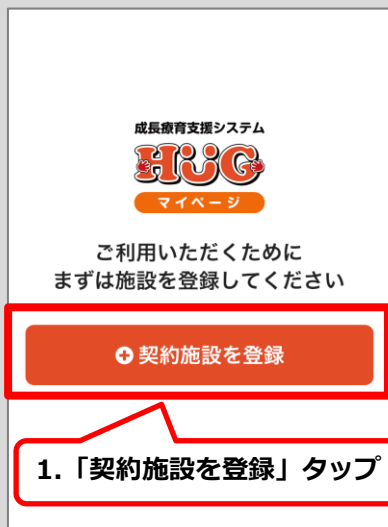 成長療育支援システム
HUG
マイページ
ご利用いただくために
まずは施設を登録してください
契約施設を登録
1.「契約施設を登録」タップ